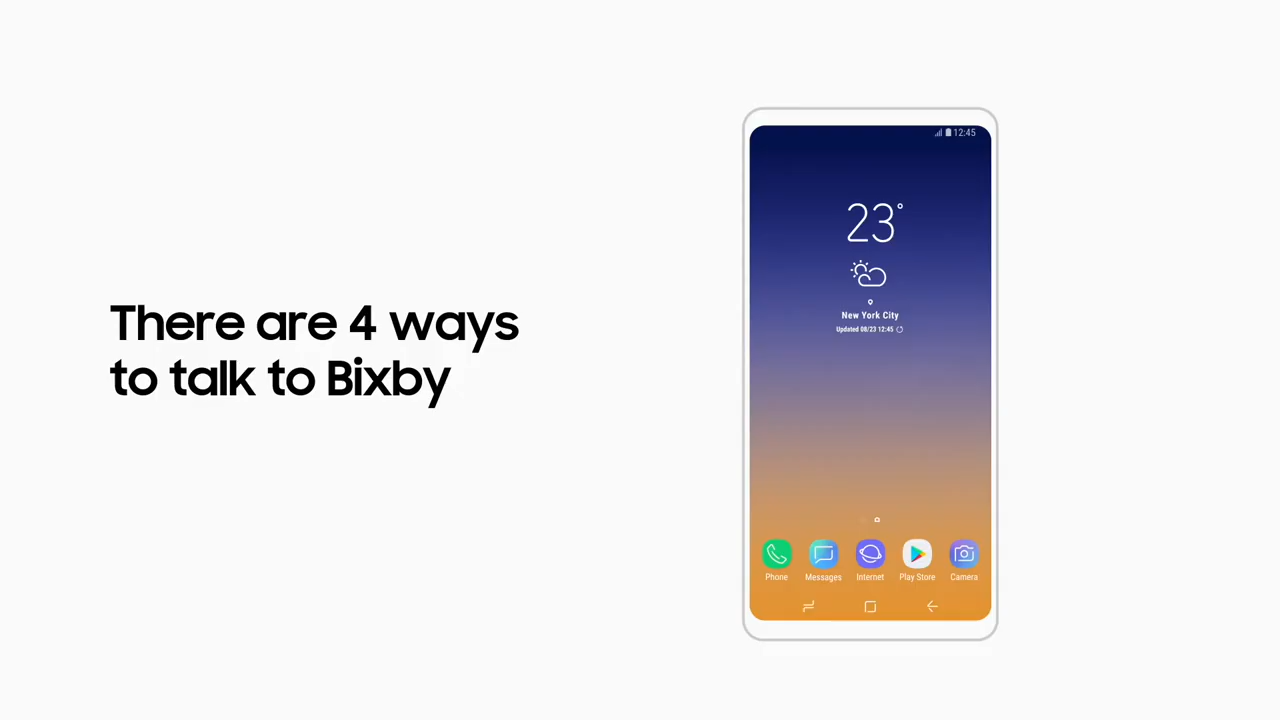 There are 4 ways
to talk to Bixby
12:45
23°
New York City
Updated 08/23 12:45
Phone Messages Internet Play Store Camera